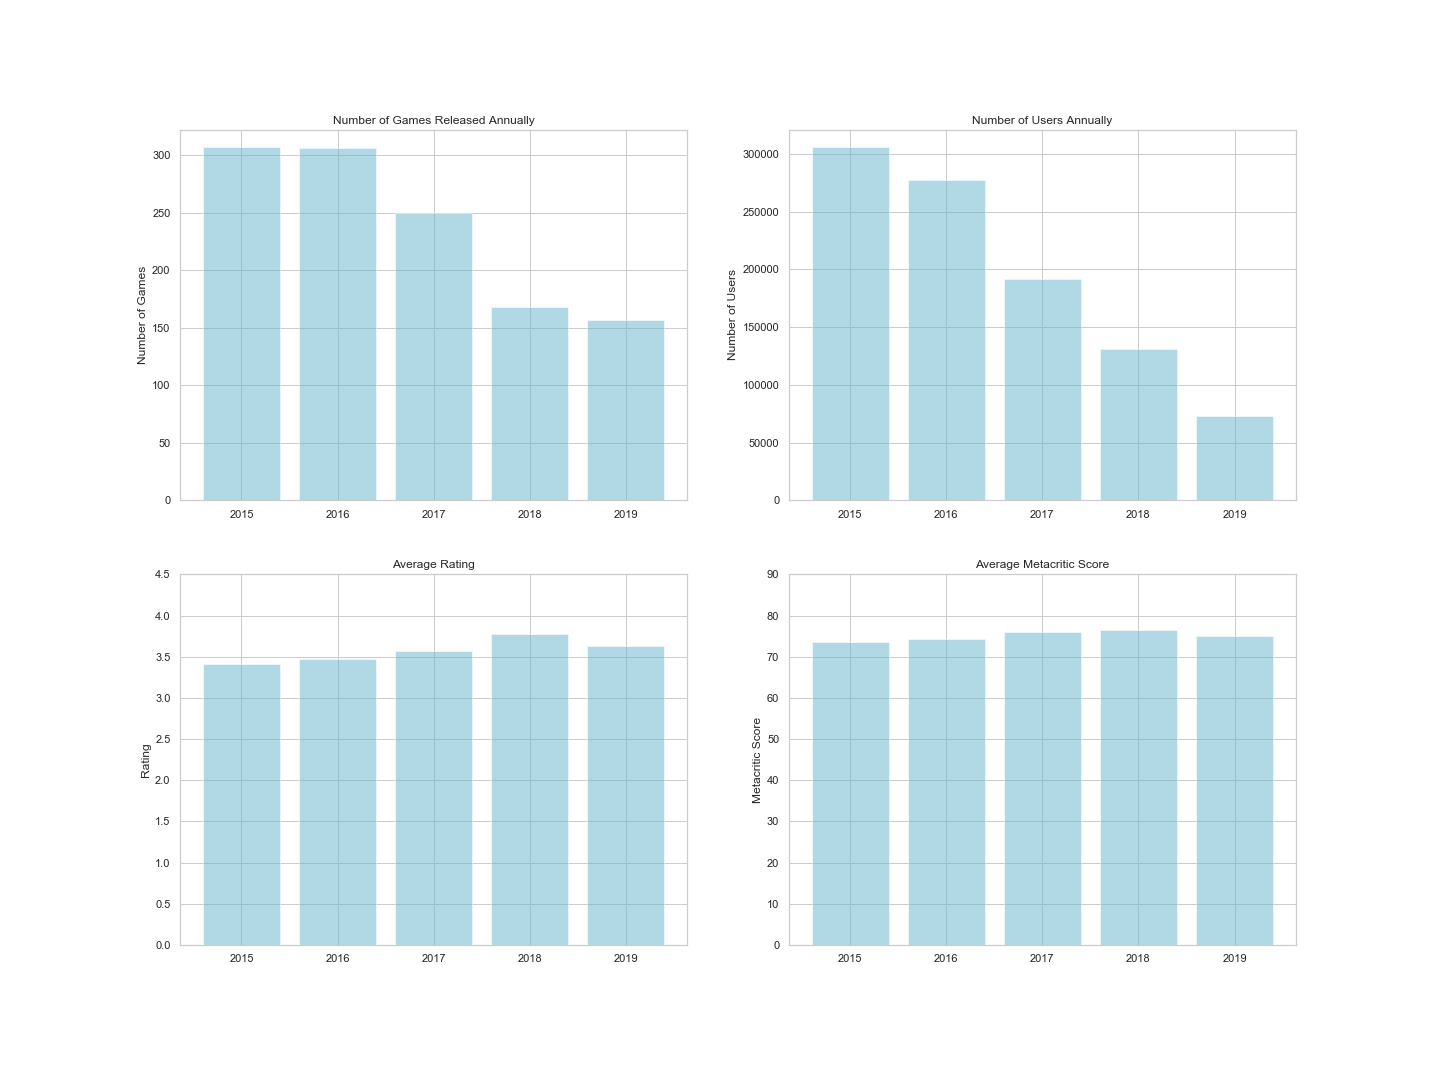 Number of Games Released Annually
Number of Games
300
250
200
150
100
50
0
2015 2016 2017 2018 2019
Number of Users Annually
Number of Users
300000
250000
200000
150000
100000
50000
0
2015 2016 2017 2018 2019
Average Rating
Rating
4.5
4.0
3.5
3.0
2.5
2.0
1.5
1.0
0.5
0.0
2015 2016 2017 2018 2019
Average Metacritic Score
Metacritic Score
90
80
70
60
50
40
30
20
10
0
2015 2016 2017 2018 2019